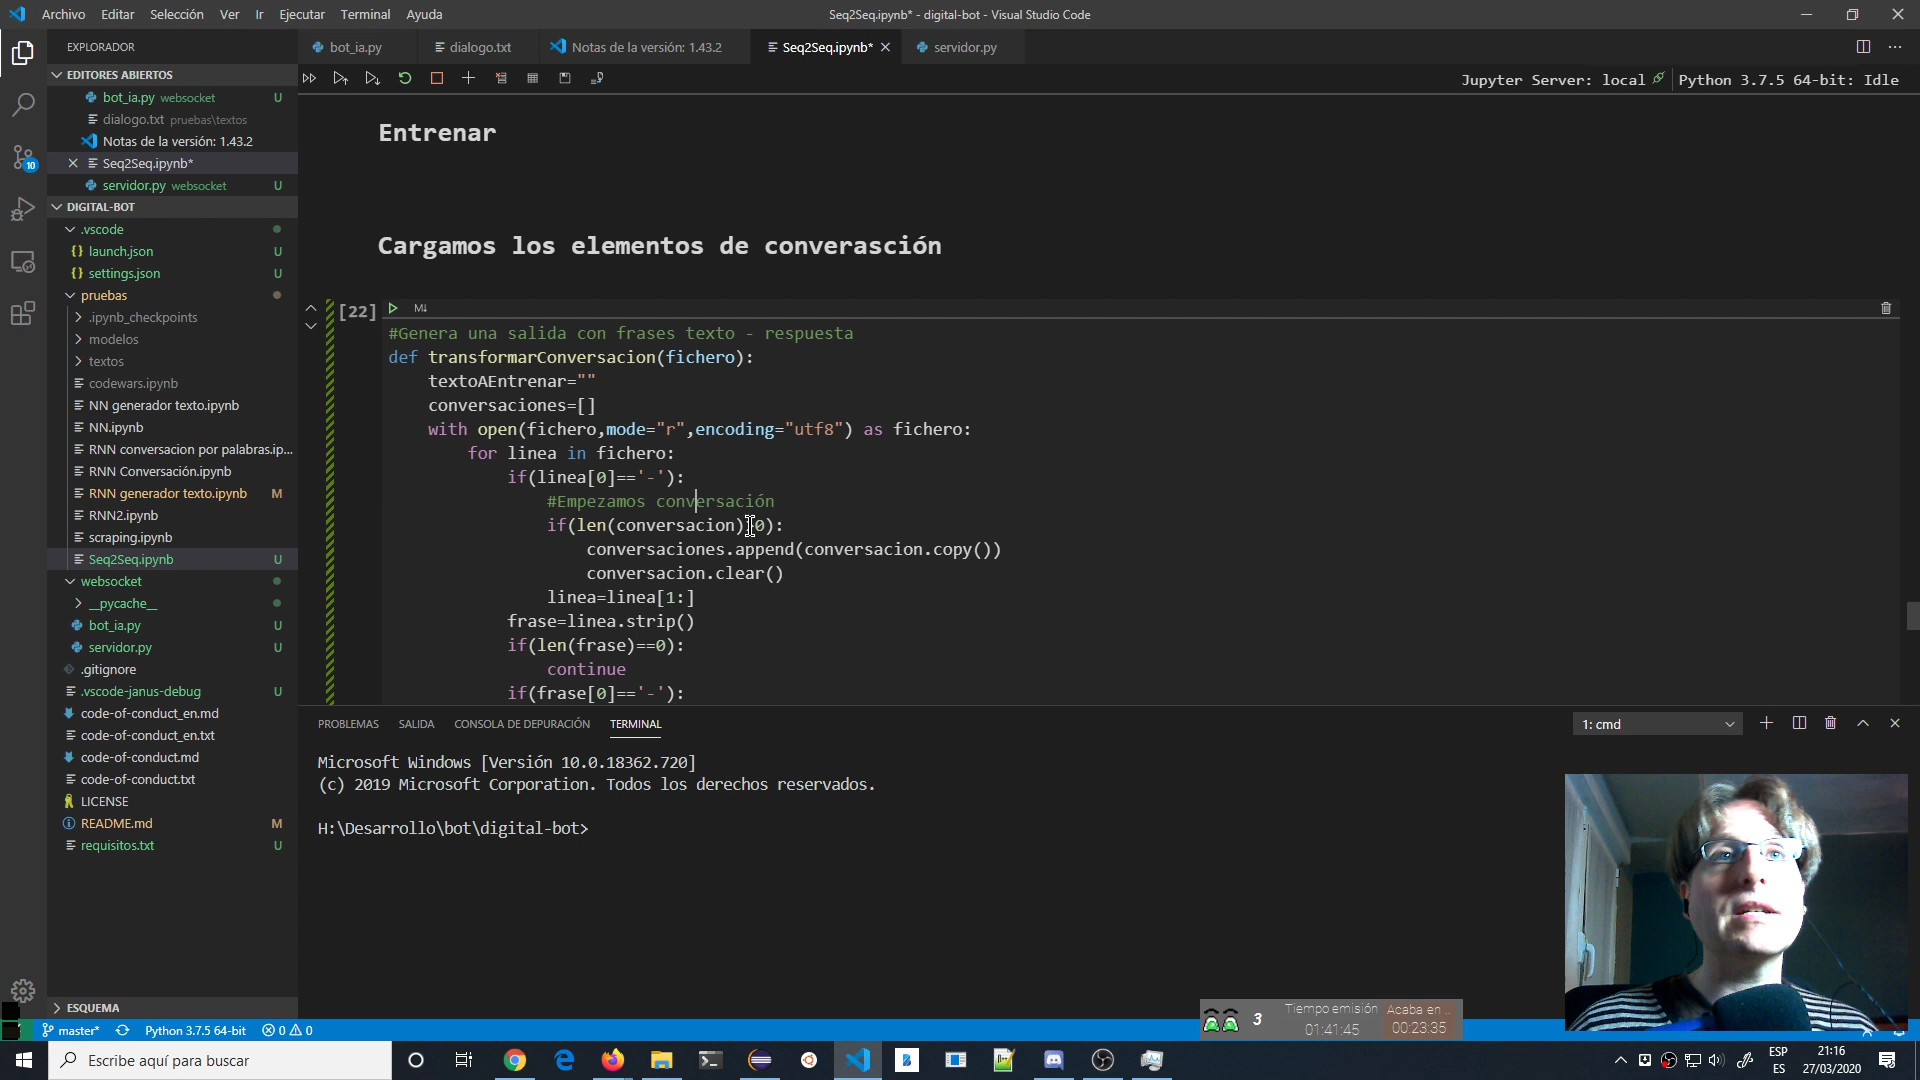 Archivo Editar Selección Ver Ir Ejecutar Terminal Ayuda
Seq2Seq.ipynb* - digital-bot - Visual Studio Code
EXPLORADOR
EDITORES ABIERTOS
bot_ia.py websocket U
dialogo.txt pruebas\textos
Notas de la versión: 1.43.2
Seq2Seq.ipynb*
servidor.py websocket U
DIGITAL-BOT
.vscode
launch.json U
settings.json U
pruebas
.ipynb_checkpoints
modelos
textos
codewars.ipynb
NN generador texto.ipynb
NN.ipynb
RNN conversacion por palabras.ip...
RNN Conversación.ipynb
RNN generador texto.ipynb M
RNN2.ipynb
scraping.ipynb
Seq2Seq.ipynb U
websocket
__pycache__
bot_ia.py U
servidor.py U
.gitignore
.vscode-janus-debug U
code-of-conduct_en.md
code-of-conduct_en.txt
code-of-conduct.md
code-of-conduct.txt
LICENSE
README.md M
requisitos.txt U
ESQUEMA
10
bot_ia.py dialogo.txt Notas de la versión: 1.43.2 Seq2Seq.ipynb* servidor.py
Jupyter Server: local Python 3.7.5 64-bit: Idle
Entrenar
Cargamos los elementos de converasción
[22] M↓
#Genera una salida con frases texto - respuesta
def transformarConversacion(fichero):
textoAEntrenar=""
conversaciones=[]
with open(fichero,mode="r",encoding="utf8") as fichero:
for linea in fichero:
if(linea[0]=='-'):
#Empezamos conversación
if(len(conversacion) 0):
conversaciones.append(conversacion.copy())
conversacion.clear()
linea=linea[1:]
frase=linea.strip()
if(len(frase)==0):
continue
if(frase[0]=='-'):
PROBLEMAS SALIDA CONSOLA DE DEPURACIÓN TERMINAL
1: cmd
Microsoft Windows [Versión 10.0.18362.720]
(c) 2019 Microsoft Corporation. Todos los derechos reservados.
H:\Desarrollo\bot\digital-bot>
3 Tiempo emisión Acaba en ..
01:41:45 00:23:35
master* Python 3.7.5 64-bit 0 0
Escribe aquí para buscar
ESP
ES
21:16
27/03/2020